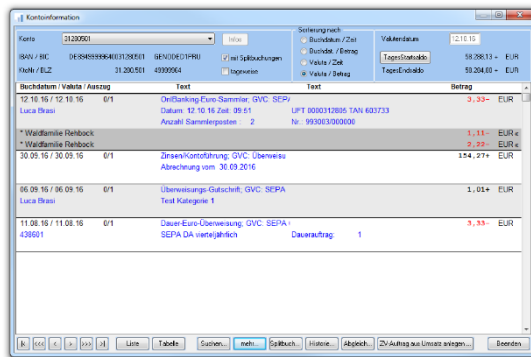 Kontoinformation
Konto 31280501 Infos
Sortierung nach
Buchdatum / Zeit
Buchdat. / Betrag
Valuta / Zeit
Valuta / Betrag
Valutendatum 12.10.16
IBAN / BIC GENODED1FRU
mit Splitbuchungen
TagesStartsaldo 58.288,13 + EUR
KtoNr / BLZ 31.280.501 49999964
tageweise
TagesEndsaldo EUR
Buchdatum / Valuta / Auszug Text Text Betrag
12.10.16 / 12.10.16 0/1 OnlBanking-Euro-Sammler; GVC: SEPA 3,33- EUR
Luca Brasi Datum: 12.10.16 Zeit: 09:51 UFT 0000312805 TAN 603733
Anzahl Sammlerposten : 2 Nr.: 993003/000000
* Waldfamilie Rehbock 1,11- EUR«
* Waldfamilie Rehbock 2,22- EUR«
30.09.16 / 30.09.16 0/1 Zinsen/Kontoführung; GVC: Überweisu 154,27+ EUR
Abrechnung vom 30.09.2016
06.09.16 / 06.09.16 0/1 Überweisungs-Gutschrift; GVC: SEPA 1,01+ EUR
Luca Brasi Test Kategorie 1
11.08.16 / 11.08.16 0/1 Dauer-Euro-Überweisung; GVC: SEPA 3,33- EUR
438601 SEPA DA vierteljährlich Dauerauftrag: 1
|< <<< < > >>> >| Liste Tabelle Suchen... mehr... Splitbuch... Historie... Abgleich... ZV-Auftrag aus Umsatz anlegen... Beenden